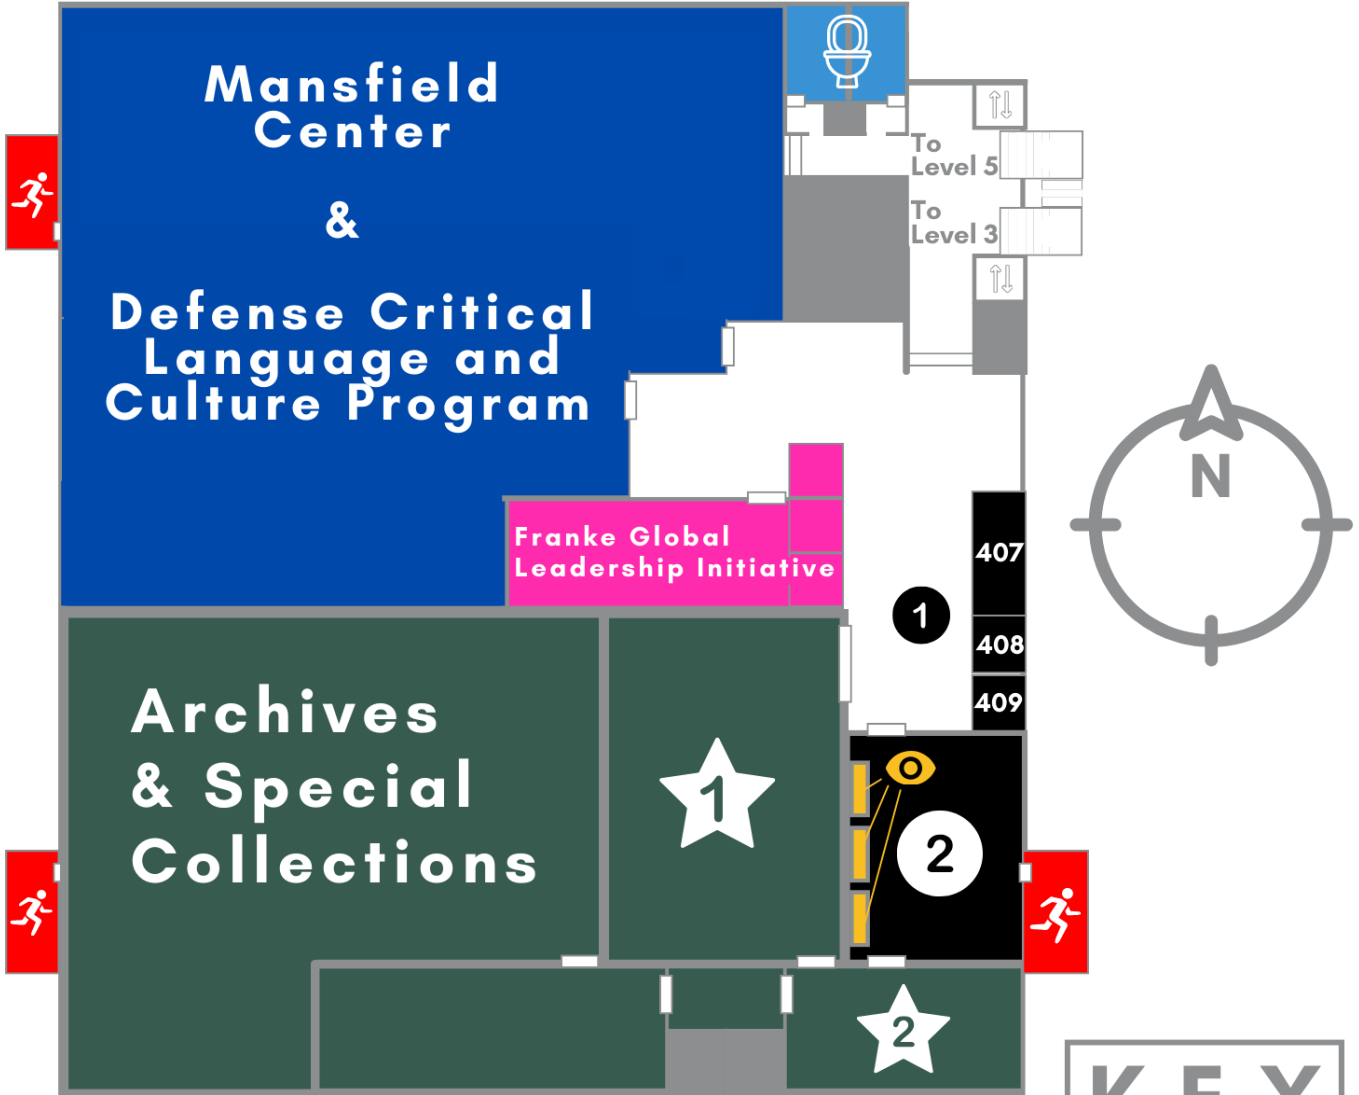 Mansfield
Center
&
Defense Critical
Language and
Culture Program
To
Level 5
To
Level 3
N
Franke Global
Leadership Initiative
407
1
408
409
Archives
& Special
Collections
1
2
2
KEY